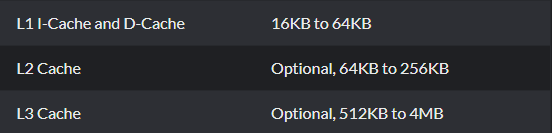 L1 I-Cache and D-Cache 16KB to 64KB
L2 Cache Optional, 64KB to 256KB
L3 Cache Optional, 512KB to 4MB